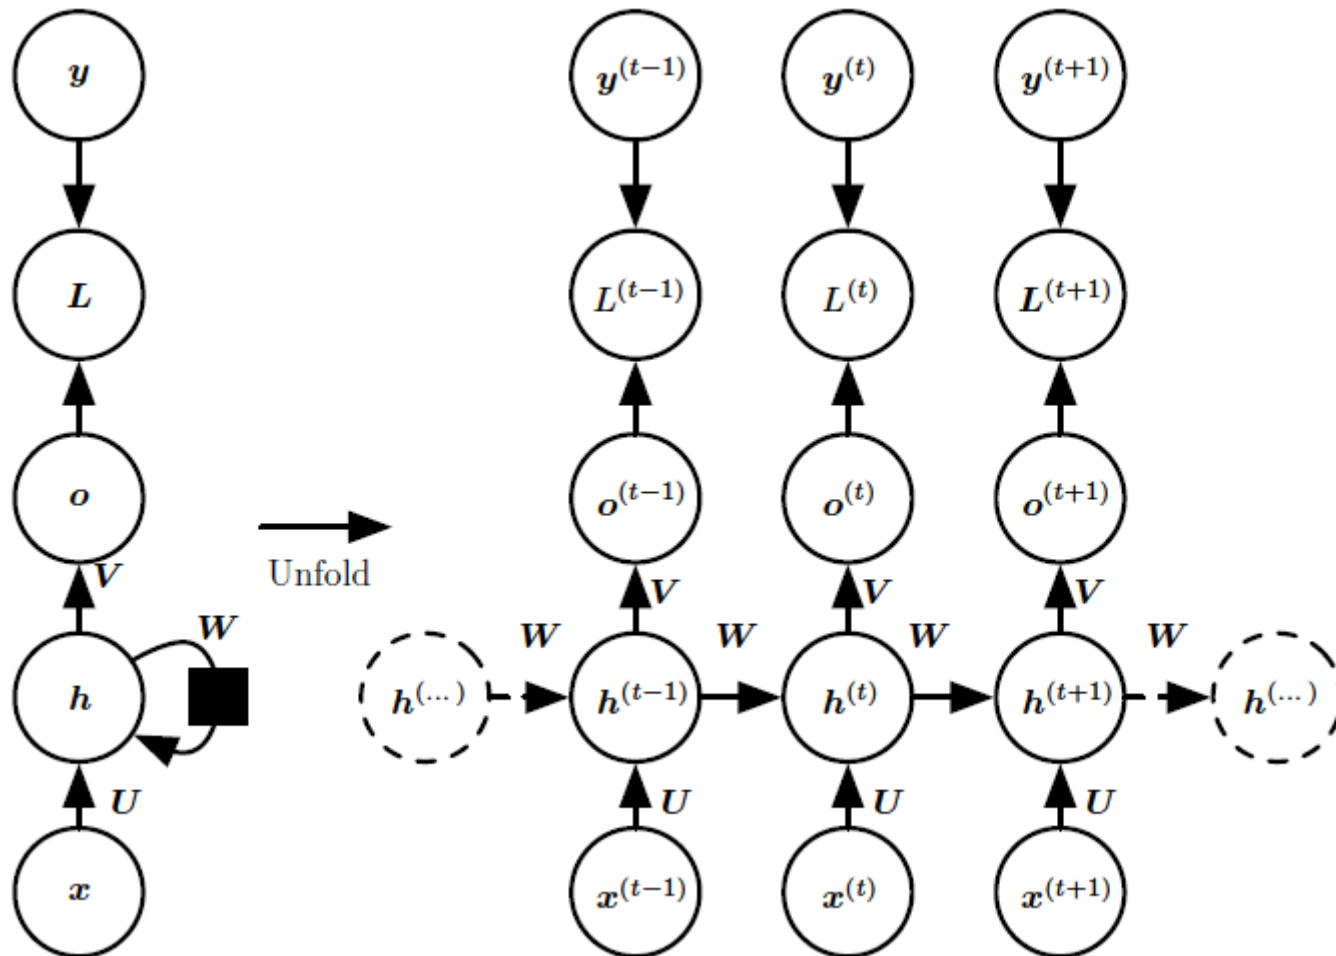 y y^(t−1) y^(t) y^(t+1)
L L^(t−1) L^(t) L^(t+1)
o o^(t−1) o^(t) o^(t+1)
Unfold
V V V V
W W W W W
h h^(...) h^(t−1) h^(t) h^(t+1) h^(...)
U U U U
x x^(t−1) x^(t) x^(t+1)